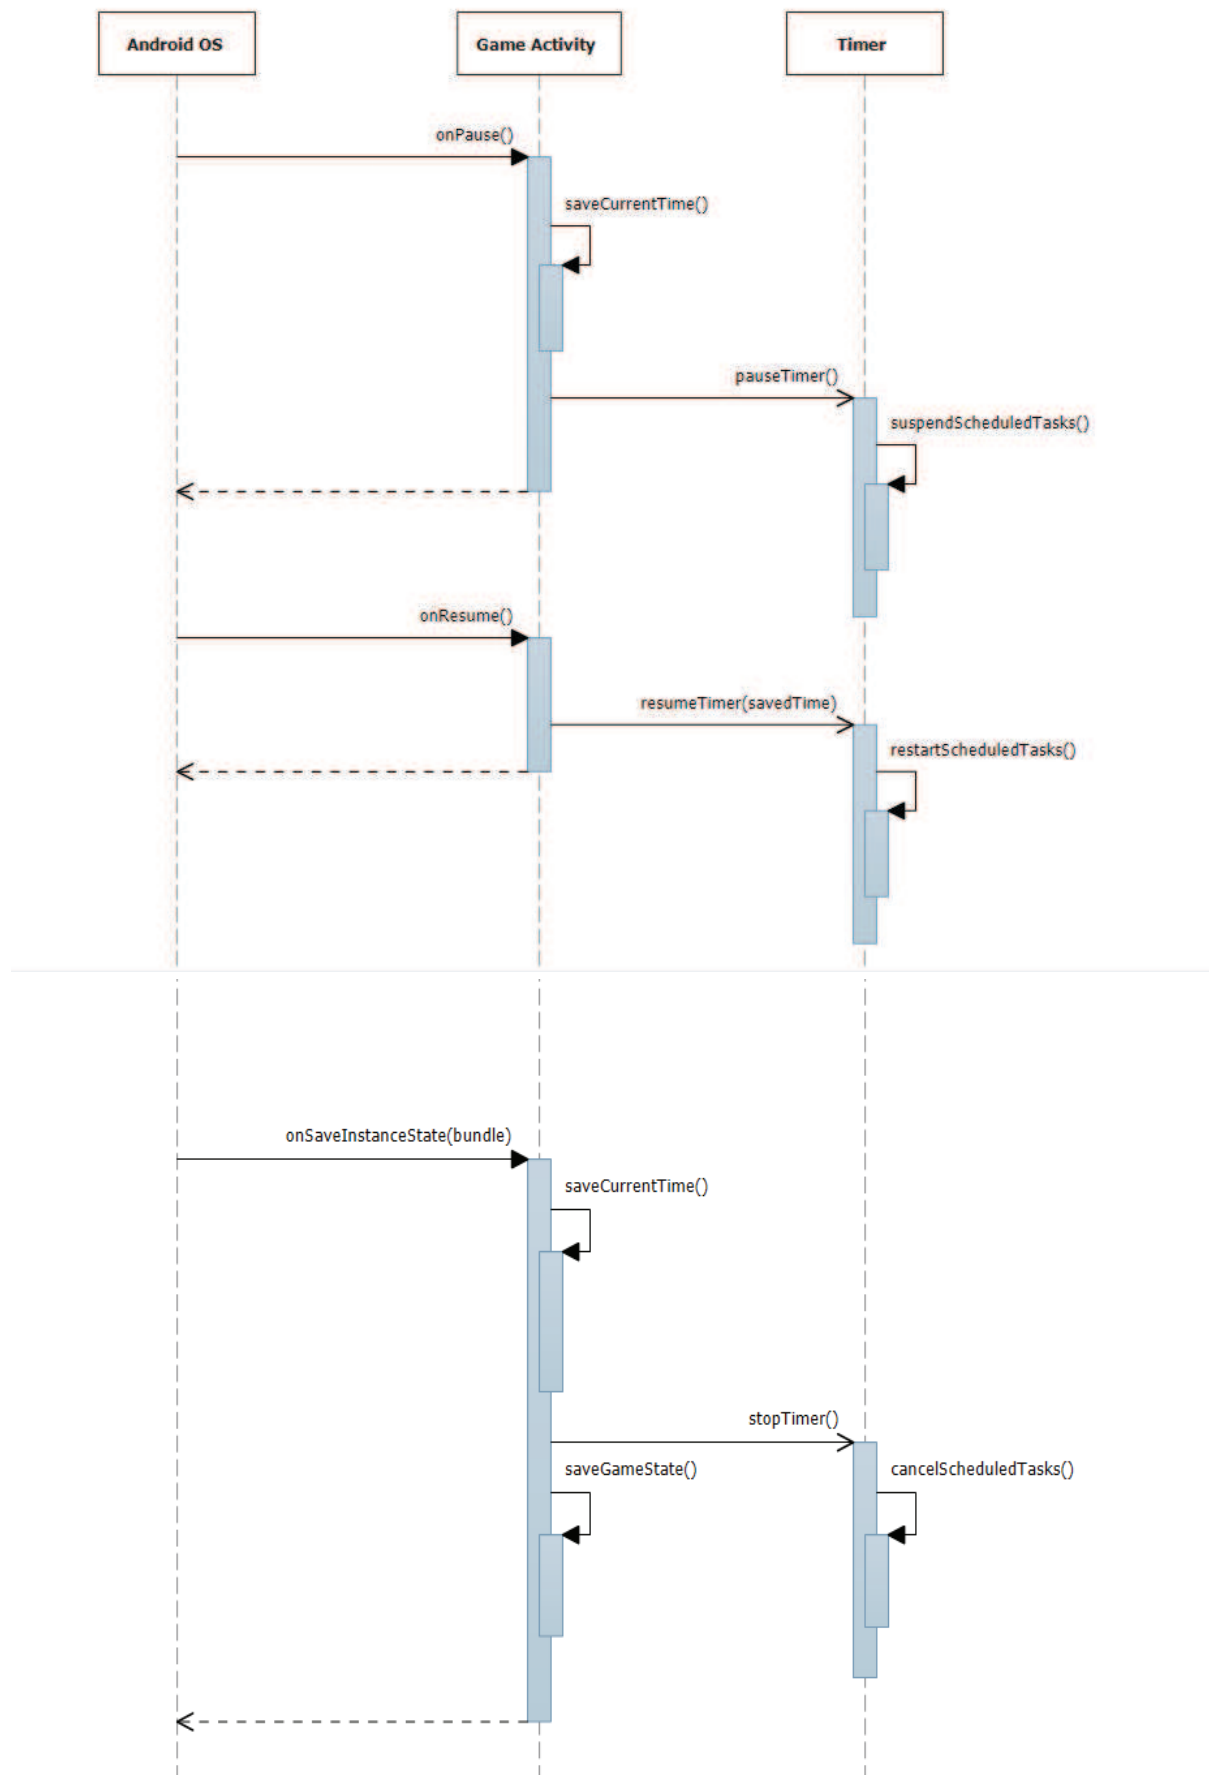 Android OS
Game Activity
Timer
onPause()
saveCurrentTime()
pauseTimer()
suspendScheduledTasks()
onResume()
resumeTimer(savedTime)
restartScheduledTasks()
onSaveInstanceState(bundle)
saveCurrentTime()
stopTimer()
saveGameState()
cancelScheduledTasks()